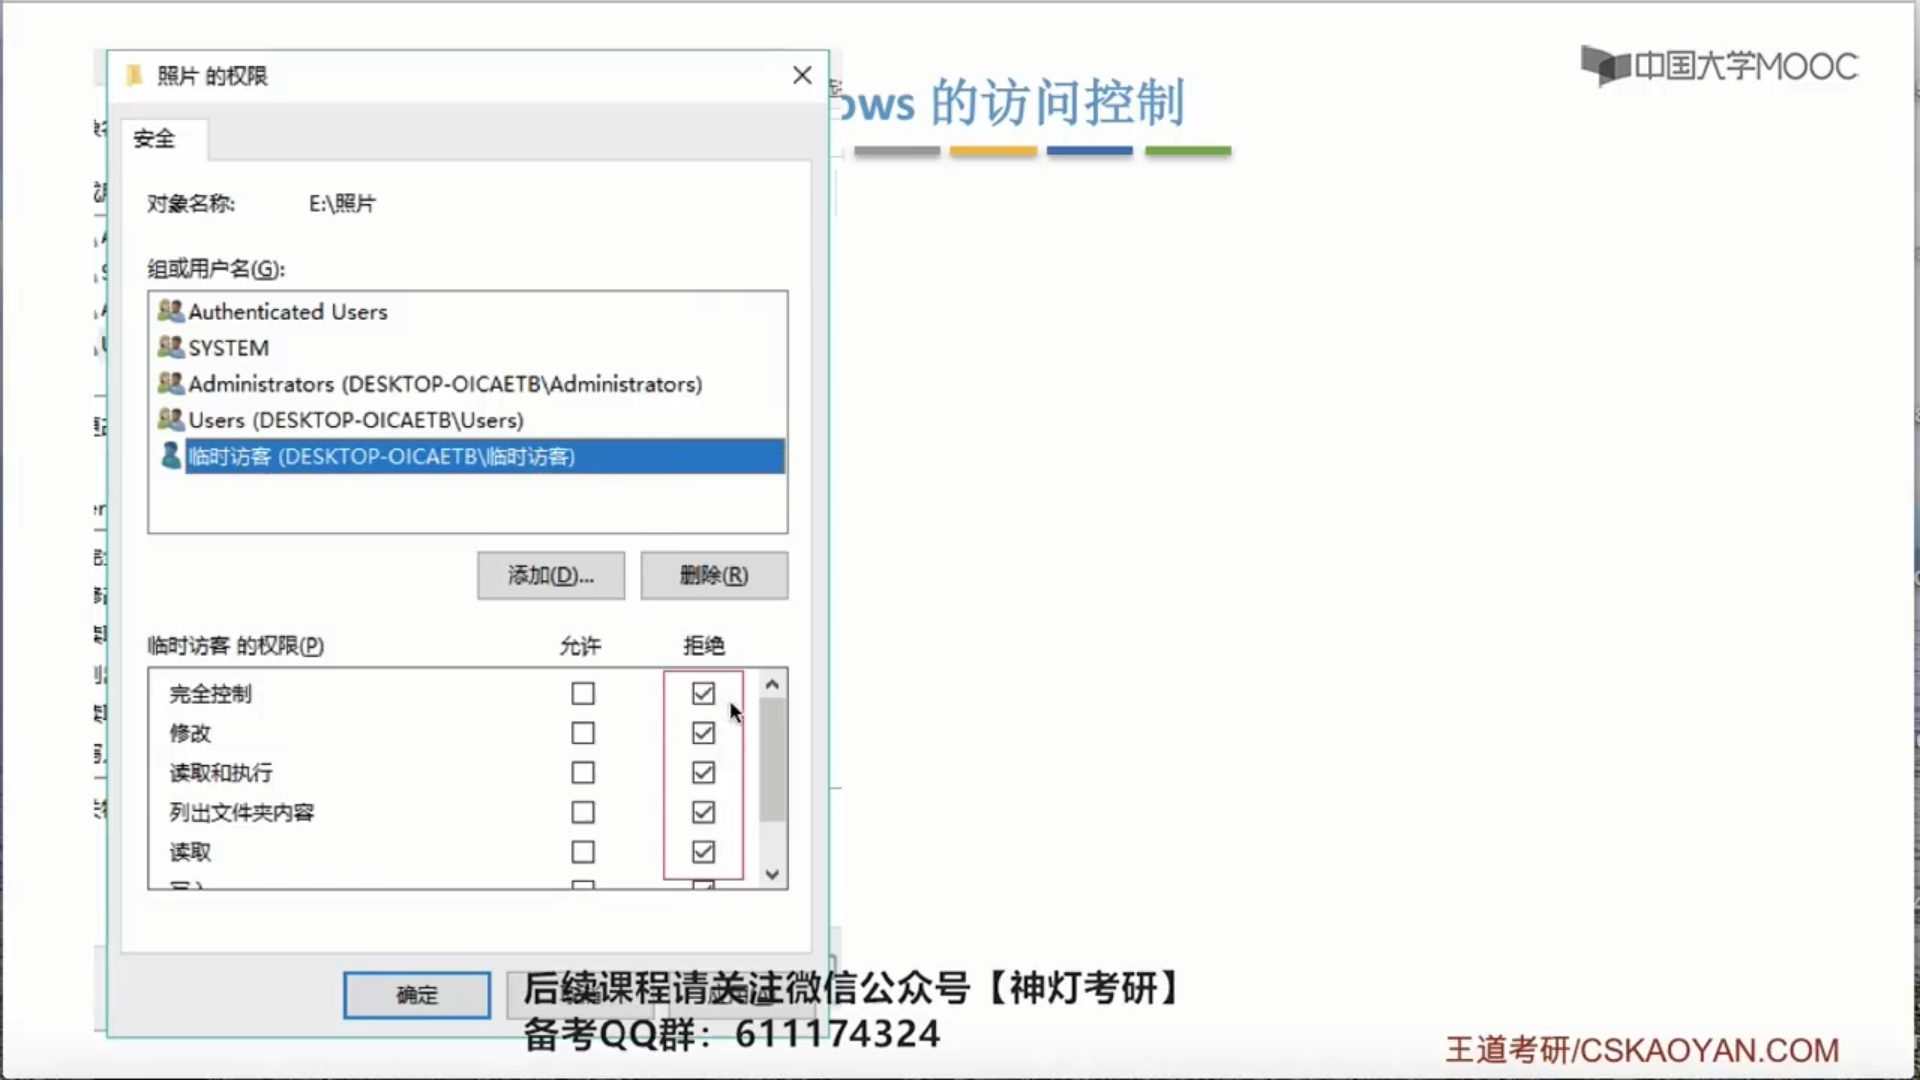 照片 的权限
ows 的访问控制
中国大学MOOC
安全
对象名称: E:\照片
组或用户名(G):
Authenticated Users
SYSTEM
Administrators (DESKTOP-OICAETB\Administrators)
Users (DESKTOP-OICAETB\Users)
临时访客 (DESKTOP-OICAETB\临时访客)
添加(D)... 删除(R)
临时访客 的权限(P) 允许 拒绝
完全控制
修改
读取和执行
列出文件夹内容
读取
确定
后续课程请关注微信公众号【神灯考研】
备考QQ群：611174324
王道考研/CSKAOYAN.COM